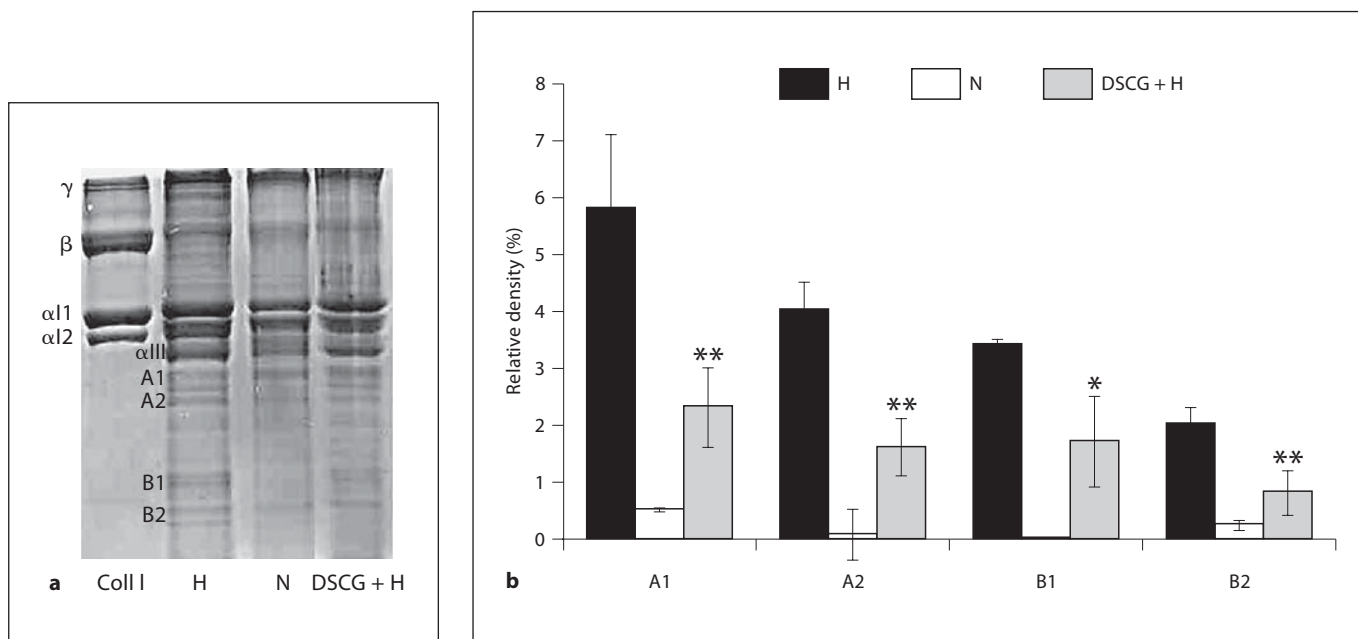 γ
β
αI1
αI2
αIII
A1
A2
B1
B2
a Coll I H N DSCG + H
H N DSCG + H
Relative density (%)
8
7
6
5
4
3
2
1
0
**
**
*
**
b A1 A2 B1 B2